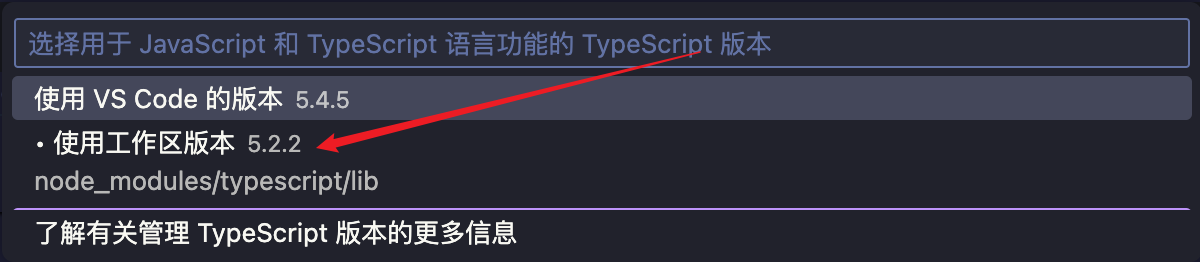 选择用于 JavaScript 和 TypeScript 语言功能的 TypeScript 版本
使用 VS Code 的版本 5.4.5
• 使用工作区版本 5.2.2
node_modules/typescript/lib
了解有关管理 TypeScript 版本的更多信息